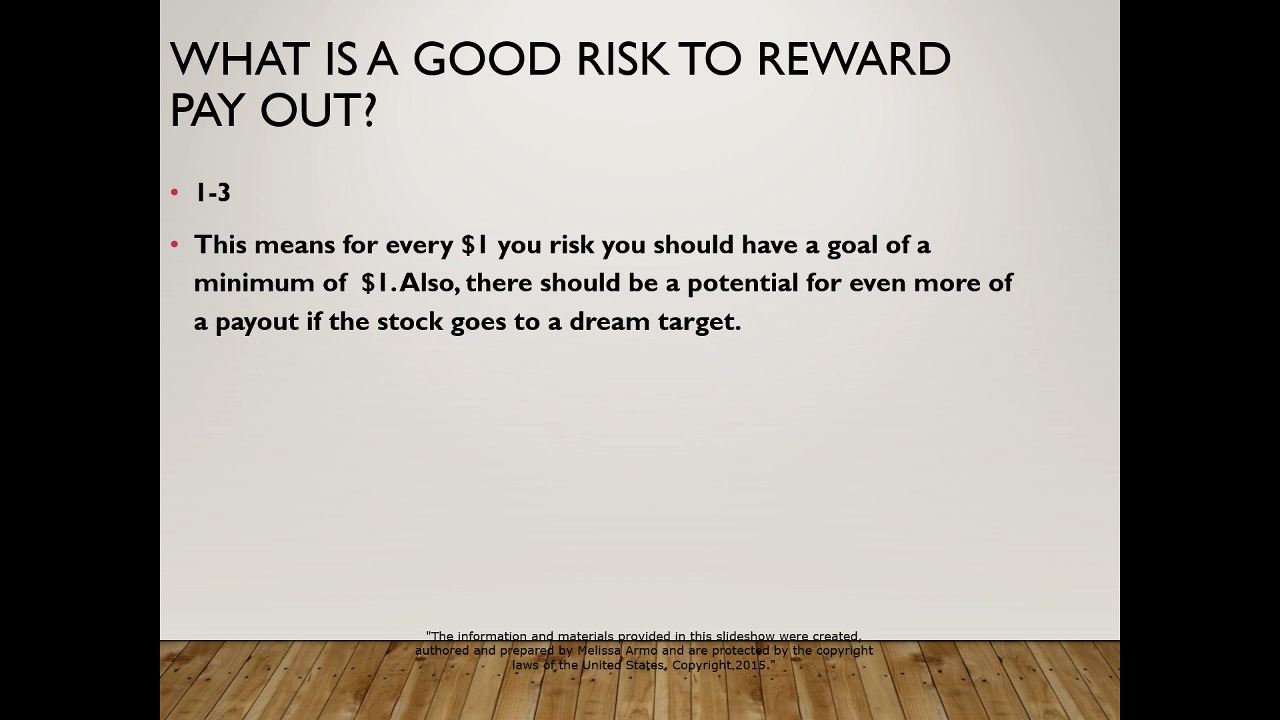 WHAT IS A GOOD RISK TO REWARD
PAY OUT?
• 1-3
• This means for every $1 you risk you should have a goal of a
minimum of $1. Also, there should be a potential for even more of
a payout if the stock goes to a dream target.
"The information and materials provided in this slideshow were created,
authored and prepared by Melissa Armo and are protected by the copyright
laws of the United States, Copyright,2015."